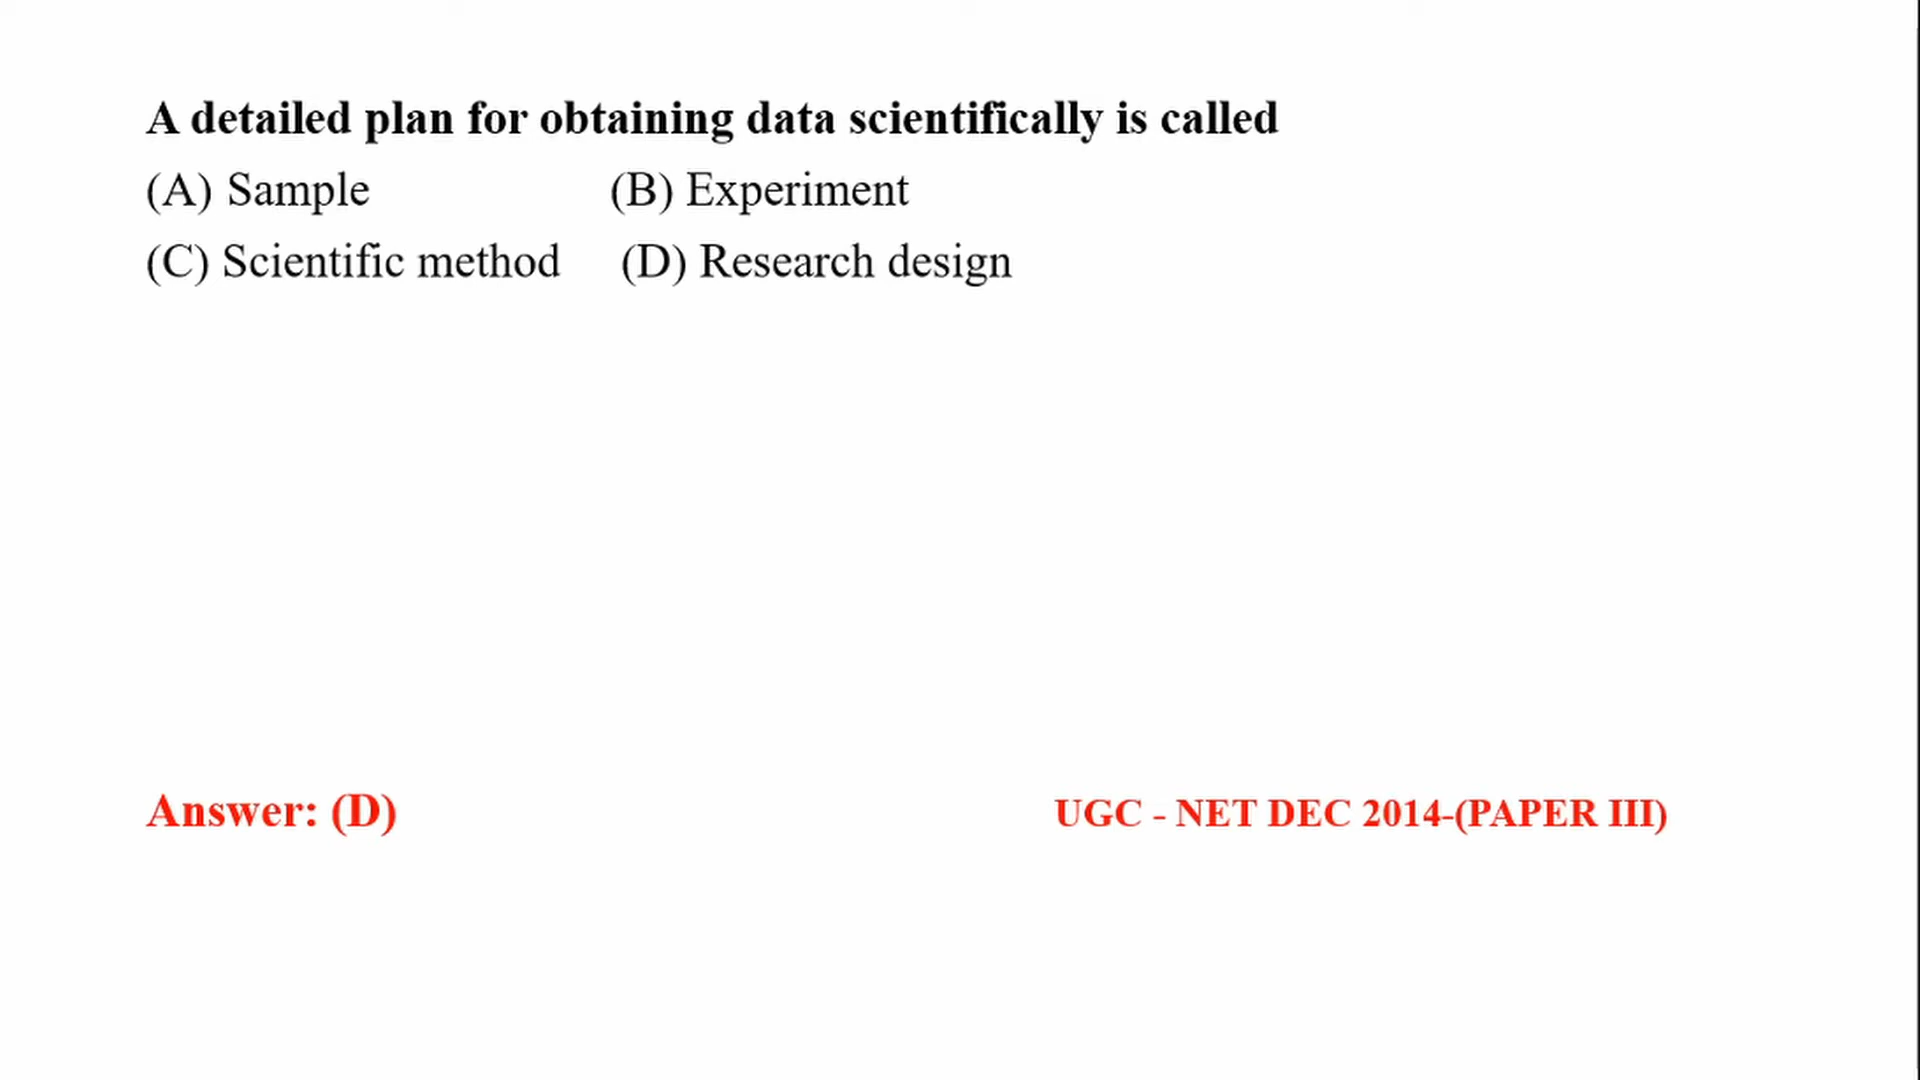 A detailed plan for obtaining data scientifically is called
(A) Sample (B) Experiment
(C) Scientific method (D) Research design
Answer: (D) UGC - NET DEC 2014-(PAPER III)